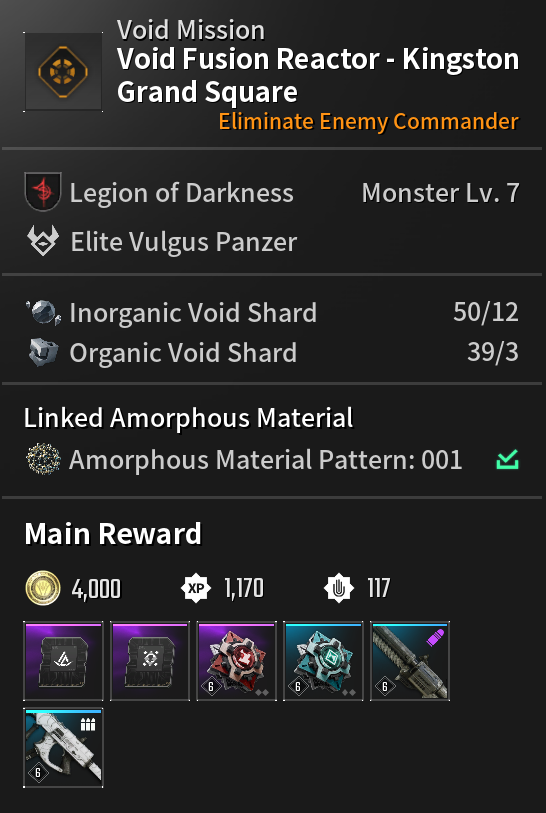 Void Mission
Void Fusion Reactor - Kingston
Grand Square
Eliminate Enemy Commander
Legion of Darkness Monster Lv. 7
Elite Vulgus Panzer
Inorganic Void Shard 50/12
Organic Void Shard 39/3
Linked Amorphous Material
Amorphous Material Pattern: 001
Main Reward
4,000 XP 1,170 117
6 6 6
6